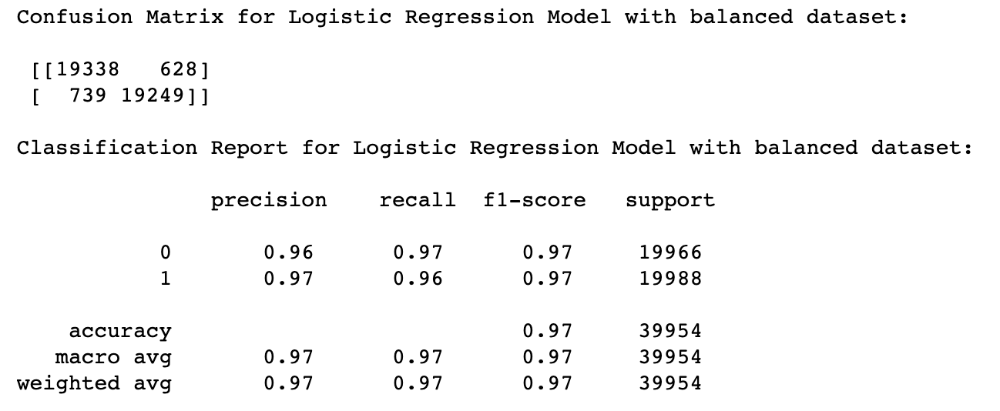 Confusion Matrix for Logistic Regression Model with balanced dataset:
[[19338   628]
[  739 19249]]
Classification Report for Logistic Regression Model with balanced dataset:
precision    recall  f1-score   support
0       0.96      0.97      0.97     19966
1       0.97      0.96      0.97     19988
accuracy                           0.97     39954
macro avg       0.97      0.97      0.97     39954
weighted avg       0.97      0.97      0.97     39954